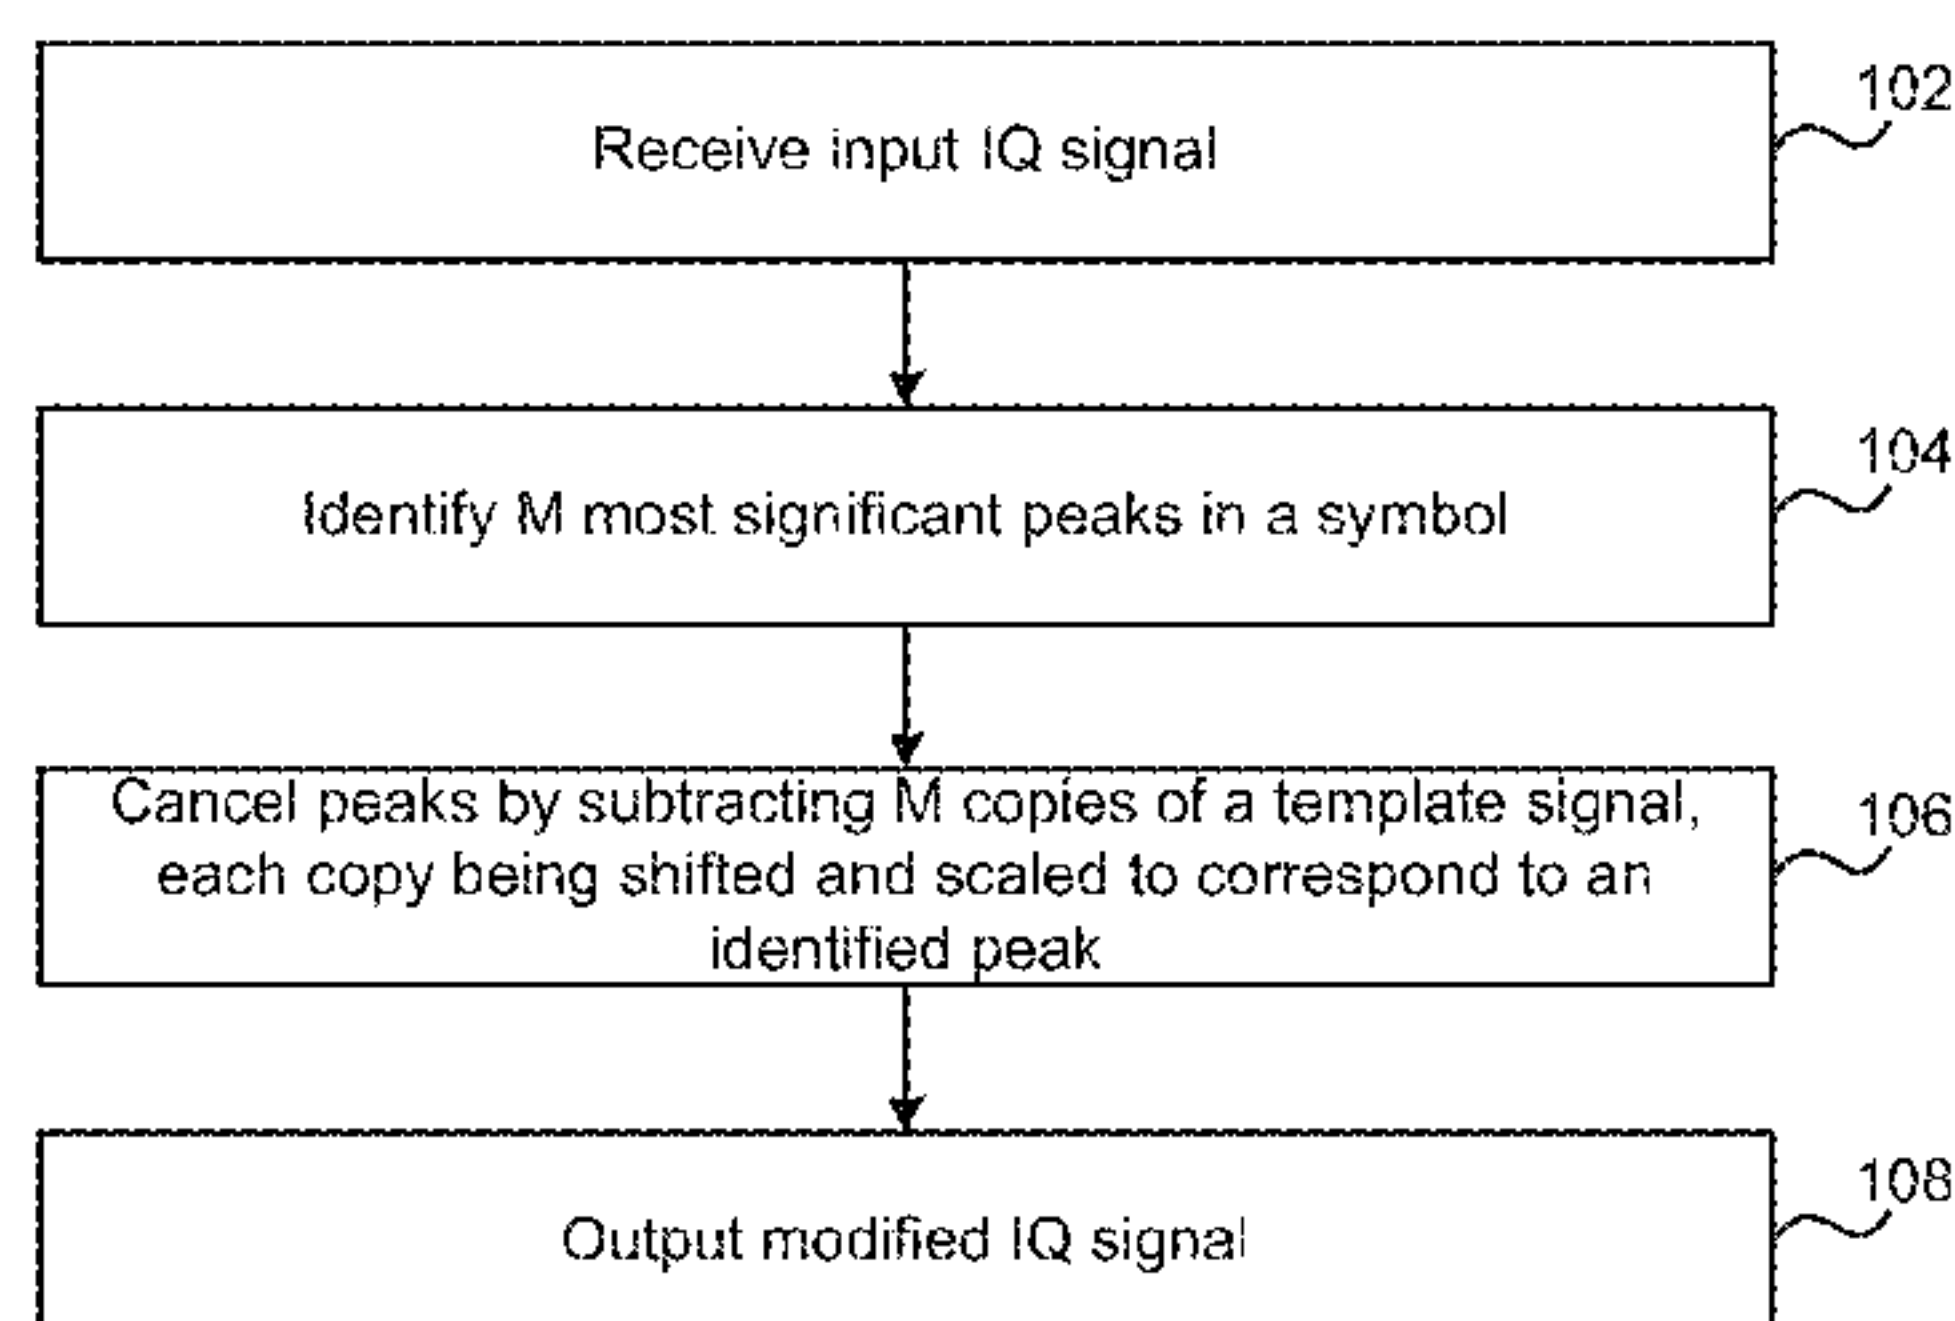 Receive input IQ signal
102
Identify M most significant peaks in a symbol
104
Cancel peaks by subtracting M copies of a template signal,
each copy being shifted and scaled to correspond to an
identified peak
106
Output modified IQ signal
108